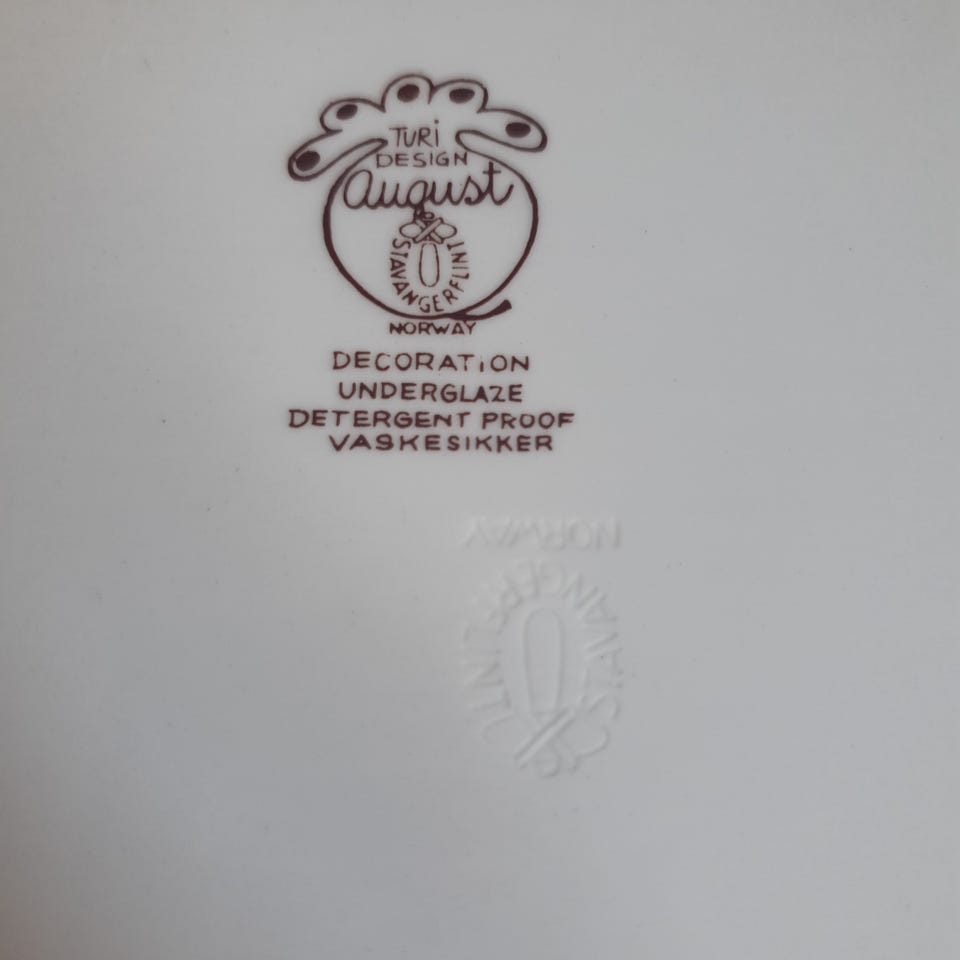 TURi
DESIGN
august
STAVANGERFLINT
NORWAY
DECORATiON
UNDERGLAZE
DETERGENT PROOF
VASKESIKKER
NORWAY
STAVANGERFLINT